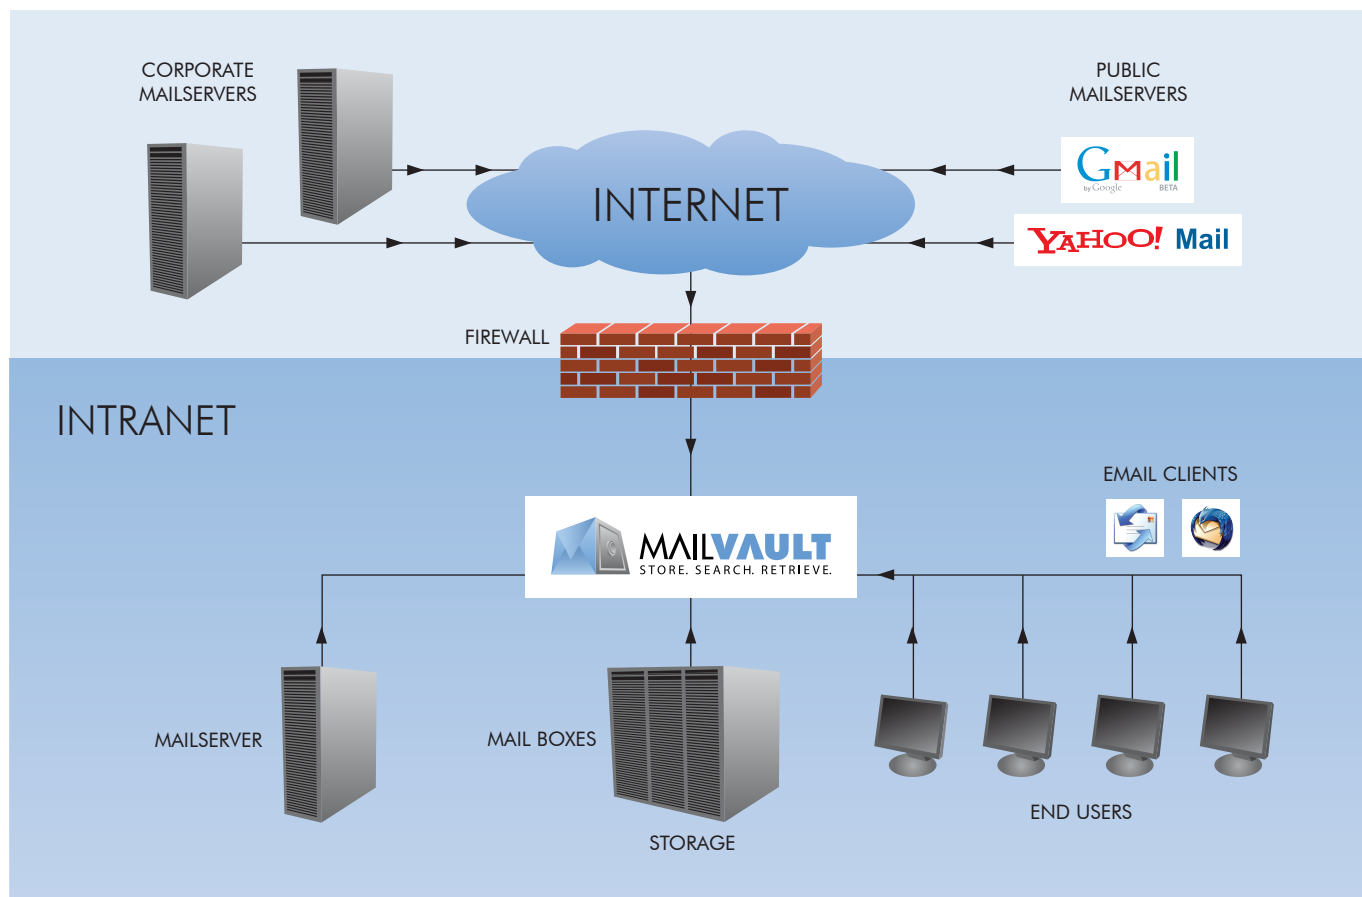 CORPORATE
MAILSERVERS
PUBLIC
MAILSERVERS
Gmail
by Google BETA
INTERNET
YAHOO! Mail
FIREWALL
INTRANET
EMAIL CLIENTS
MAILVAULT
STORE. SEARCH. RETRIEVE.
MAILSERVER
MAIL BOXES
END USERS
STORAGE